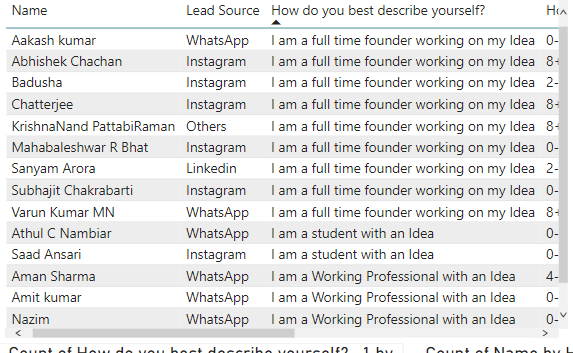 Name Lead Source How do you best describe yourself?
Aakash kumar WhatsApp I am a full time founder working on my Idea 0-
Abhishek Chachan Instagram I am a full time founder working on my Idea 8+
Badusha Instagram I am a full time founder working on my Idea 2-
Chatterjee Instagram I am a full time founder working on my Idea 8+
KrishnaNand PattabiRaman Others I am a full time founder working on my Idea 8+
Mahabaleshwar R Bhat Instagram I am a full time founder working on my Idea 0-
Sanyam Arora Linkedin I am a full time founder working on my Idea 2-
Subhajit Chakrabarti Instagram I am a full time founder working on my Idea 0-
Varun Kumar MN WhatsApp I am a full time founder working on my Idea 8+
Athul C Nambiar WhatsApp I am a student with an Idea 0-
Saad Ansari Instagram I am a student with an Idea 0-
Aman Sharma WhatsApp I am a Working Professional with an Idea 4-
Amit kumar WhatsApp I am a Working Professional with an Idea 0-
Nazim WhatsApp I am a Working Professional with an Idea 0-
Count of How do you best describe yourself? 1 by Count of Name by H